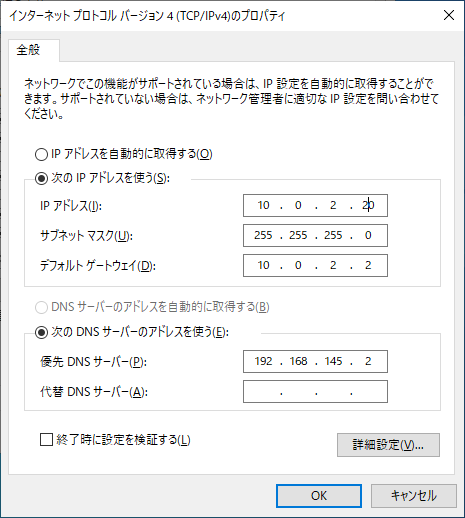 インターネット プロトコル バージョン 4 (TCP/IPv4)のプロパティ
全般
ネットワークでこの機能がサポートされている場合は、IP 設定を自動的に取得することがで
きます。サポートされていない場合は、ネットワーク管理者に適切な IP 設定を問い合わせて
ください。
IP アドレスを自動的に取得する(O)
次の IP アドレスを使う(S):
IP アドレス(I): 10 . 0 . 2 . 20
サブネット マスク(U): 255 . 255 . 255 . 0
デフォルト ゲートウェイ(D): 10 . 0 . 2 . 2
DNS サーバーのアドレスを自動的に取得する(B)
次の DNS サーバーのアドレスを使う(E):
優先 DNS サーバー(P): 192 . 168 . 145 . 2
代替 DNS サーバー(A): . . .
終了時に設定を検証する(L)
詳細設定(V)...
OK キャンセル